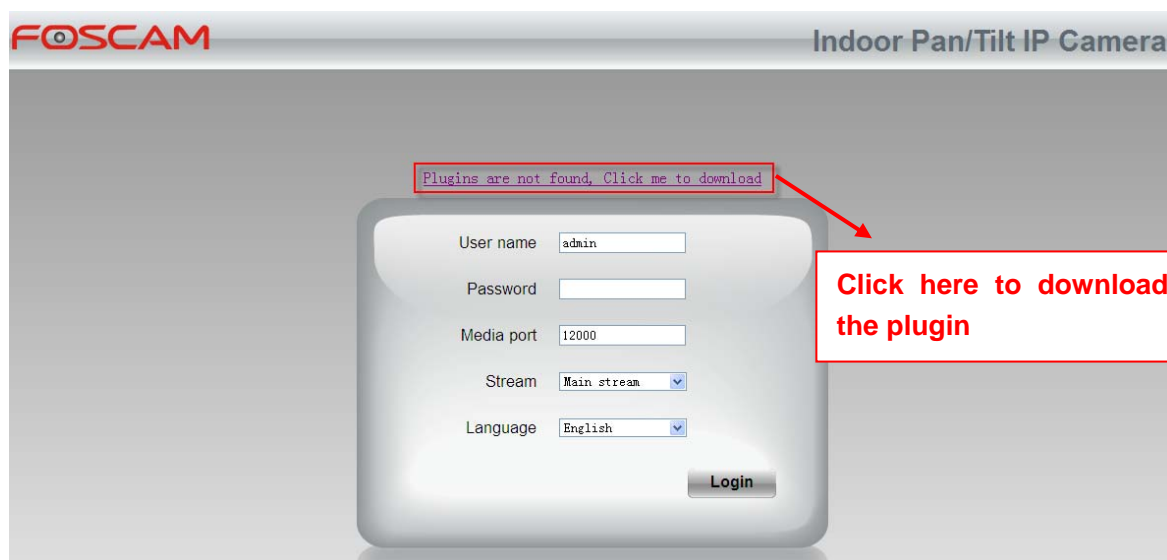 FOSCAM
Indoor Pan/Tilt IP Camera
Plugins are not found, Click me to download
User name admin
Password
Media port 12000
Stream Main stream
Language English
Login
Click here to download
the plugin